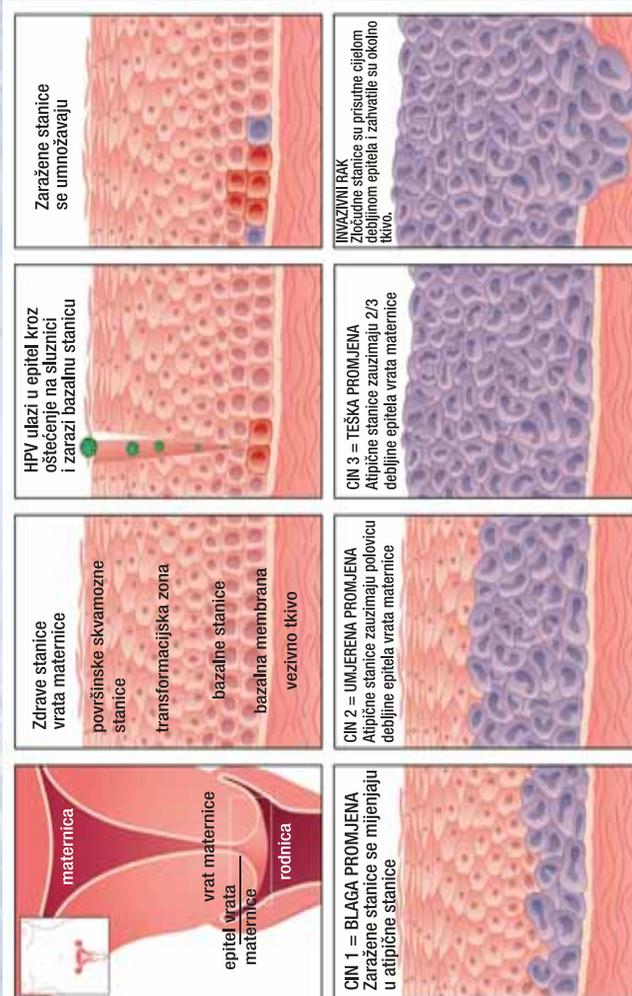 maternica
vrat maternice
epitel vrata
maternice
rodnica
Zdrave stanice
vrata maternice
površinske skvamozne
stanice
transformacijska zona
bazalne stanice
bazalna membrana
vezivno tkivo
HPV ulazi u epitel kroz
oštećenje na sluznici
i zarazi bazalnu stanicu
Zaražene stanice
se umnožavaju
CIN 1 = BLAGA PROMJENA
Zaražene stanice se mijenjaju
u atipične stanice
CIN 2 = UMJERENA PROMJENA
Atipične stanice zauzimaju polovicu
debljine epitela vrata maternice
CIN 3 = TEŠKA PROMJENA
Atipične stanice zauzimaju 2/3
debljine epitela vrata maternice
INVAZIVNI RAK
Zloćudne stanice su prisutne cijelom
debljinom epitela i zahvatile su okolno
tkivo.